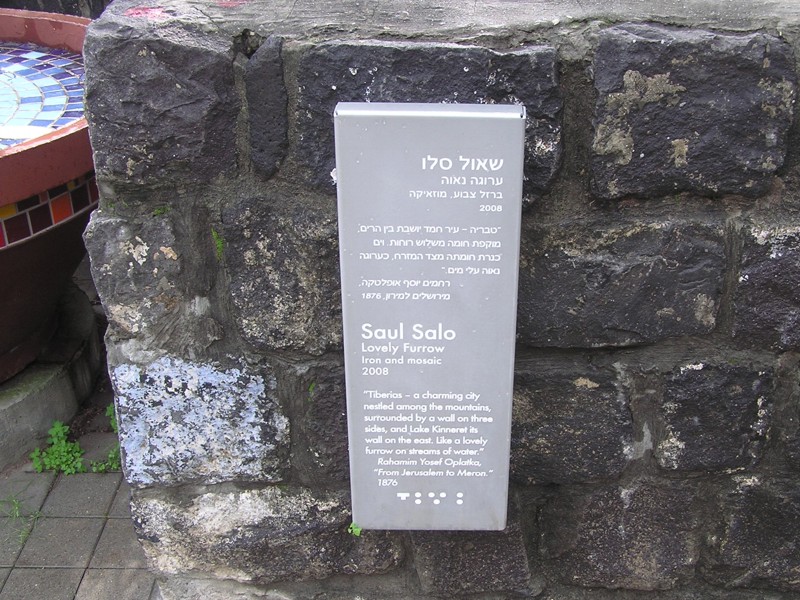 שאול סלו
ערוגה נאוה
ברזל צבוע, מוזאיקה
2008
"טבריה – עיר חמד יושבת בין הרים,
מוקפת חומה משלוש רוחות. וים
כנרת חומתה מצד המזרח, כערוגה
נאוה עלי מים."
רחמים יוסף אופלטקה,
מירושלים למירון, 1876
Saul Salo
Lovely Furrow
Iron and mosaic
2008
"Tiberias – a charming city
nestled among the mountains,
surrounded by a wall on three
sides, and Lake Kinneret its
wall on the east. Like a lovely
furrow on streams of water."
Rahamim Yosef Oplatka,
"From Jerusalem to Meron."
1876